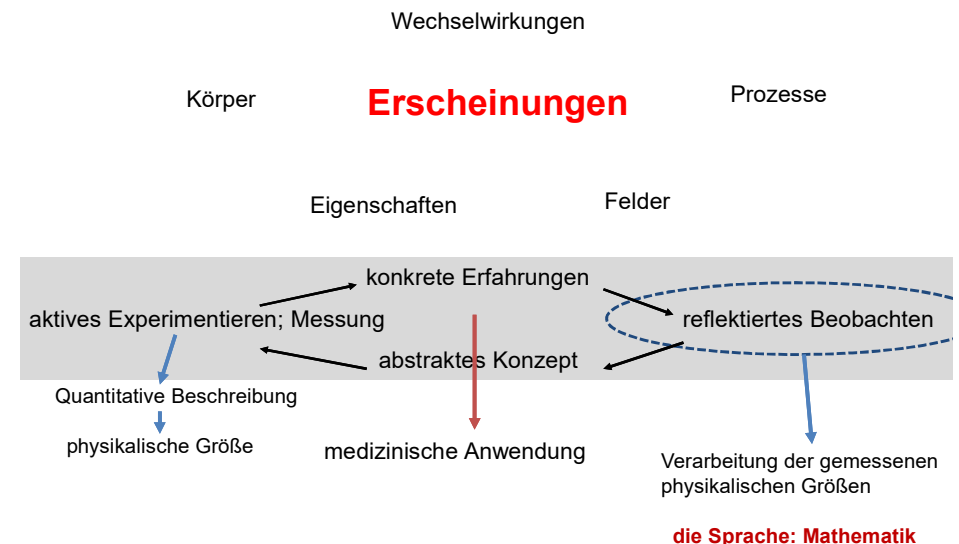 Wechselwirkungen
Körper
Erscheinungen
Prozesse
Eigenschaften
Felder
konkrete Erfahrungen
aktives Experimentieren; Messung
reflektiertes Beobachten
abstraktes Konzept
Quantitative Beschreibung
physikalische Größe
medizinische Anwendung
Verarbeitung der gemessenen
physikalischen Größen
die Sprache: Mathematik